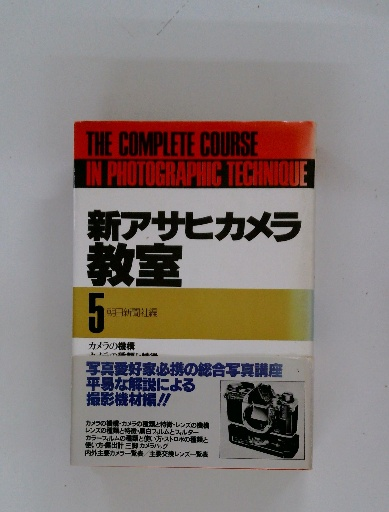 THE COMPLETE COURSE
IN PHOTOGRAPHIC TECHNIQUE
新アサヒカメラ
教室
5 朝日新聞社編
カメラの機構
写真愛好家必携の総合写真講座
平易な解説による
撮影機材編!!
カメラの機構・カメラの種類と特徴・レンズの機構
レンズの種類と特徴・黒白フィルムとフィルター
カラーフィルムの種類と使い方・ストロボの種類と
使い方・露出計 三脚 カメラバッグ
内外主要カメラ一覧表/主要交換レンズ一覧表